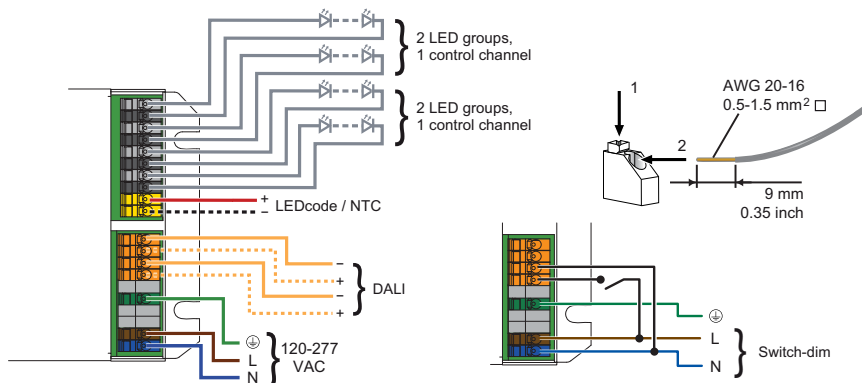 2 LED groups,
1 control channel
2 LED groups,
1 control channel
+
− LEDcode / NTC
−
+
−
+
DALI
120-277
VAC
L
N
1
2
AWG 20-16
0.5-1.5 mm² □
9 mm
0.35 inch
L
N
Switch-dim